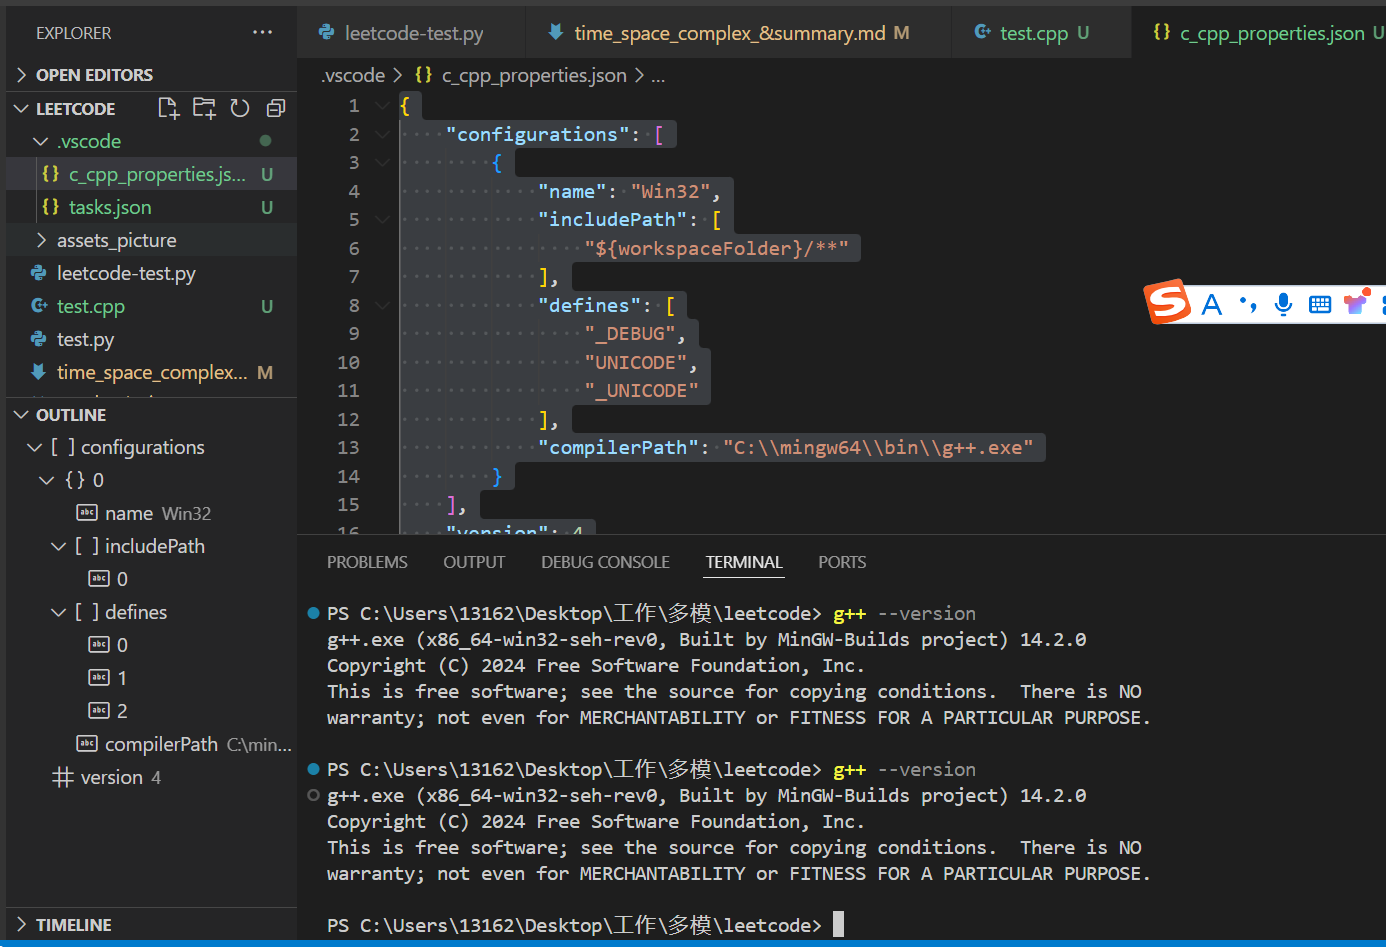 EXPLORER
···
OPEN EDITORS
LEETCODE
.vscode
c_cpp_properties.js... U
tasks.json U
assets_picture
leetcode-test.py
test.cpp U
test.py
time_space_complex... M
OUTLINE
[ ] configurations
{} 0
name Win32
[ ] includePath
0
[ ] defines
0
1
2
compilerPath C:\min...
version 4
TIMELINE
leetcode-test.py
time_space_complex_&summary.md M
test.cpp U
{} c_cpp_properties.json U
.vscode > {} c_cpp_properties.json > ...
1 {
2 "configurations": [
3 {
4 "name": "Win32",
5 "includePath": [
6 "${workspaceFolder}/**"
7 ],
8 "defines": [
9 "_DEBUG",
10 "UNICODE",
11 "_UNICODE"
12 ],
13 "compilerPath": "C:\\mingw64\\bin\\g++.exe"
14 }
15 ],
16 "version": 4
S A
PROBLEMS OUTPUT DEBUG CONSOLE TERMINAL PORTS
PS C:\Users\13162\Desktop\工作\多模\leetcode> g++ --version
g++.exe (x86_64-win32-seh-rev0, Built by MinGW-Builds project) 14.2.0
Copyright (C) 2024 Free Software Foundation, Inc.
This is free software; see the source for copying conditions.  There is NO
warranty; not even for MERCHANTABILITY or FITNESS FOR A PARTICULAR PURPOSE.
PS C:\Users\13162\Desktop\工作\多模\leetcode> g++ --version
g++.exe (x86_64-win32-seh-rev0, Built by MinGW-Builds project) 14.2.0
Copyright (C) 2024 Free Software Foundation, Inc.
This is free software; see the source for copying conditions.  There is NO
warranty; not even for MERCHANTABILITY or FITNESS FOR A PARTICULAR PURPOSE.
PS C:\Users\13162\Desktop\工作\多模\leetcode>